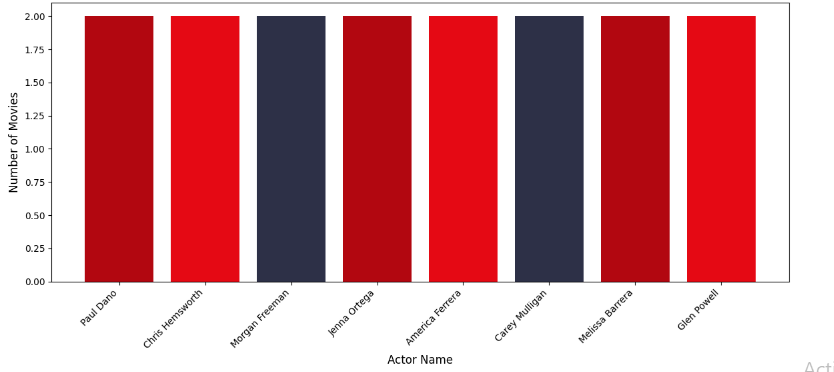 2.00
1.75
1.50
1.25
1.00
0.75
0.50
0.25
0.00
Number of Movies
Paul Dano
Chris Hemsworth
Morgan Freeman
Jenna Ortega
America Ferrera
Carey Mulligan
Melissa Barrera
Glen Powell
Actor Name